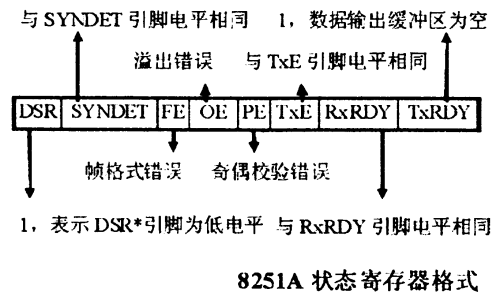 与 SYNDET 引脚电平相同 1，数据输出缓冲区为空
溢出错误 与 TxE 引脚电平相同
DSR SYNDET FE OE PE TxE RxRDY TxRDY
帧格式错误 奇偶校验错误
1，表示 DSR*引脚为低电平 与 RxRDY 引脚电平相同
8251A 状态寄存器格式